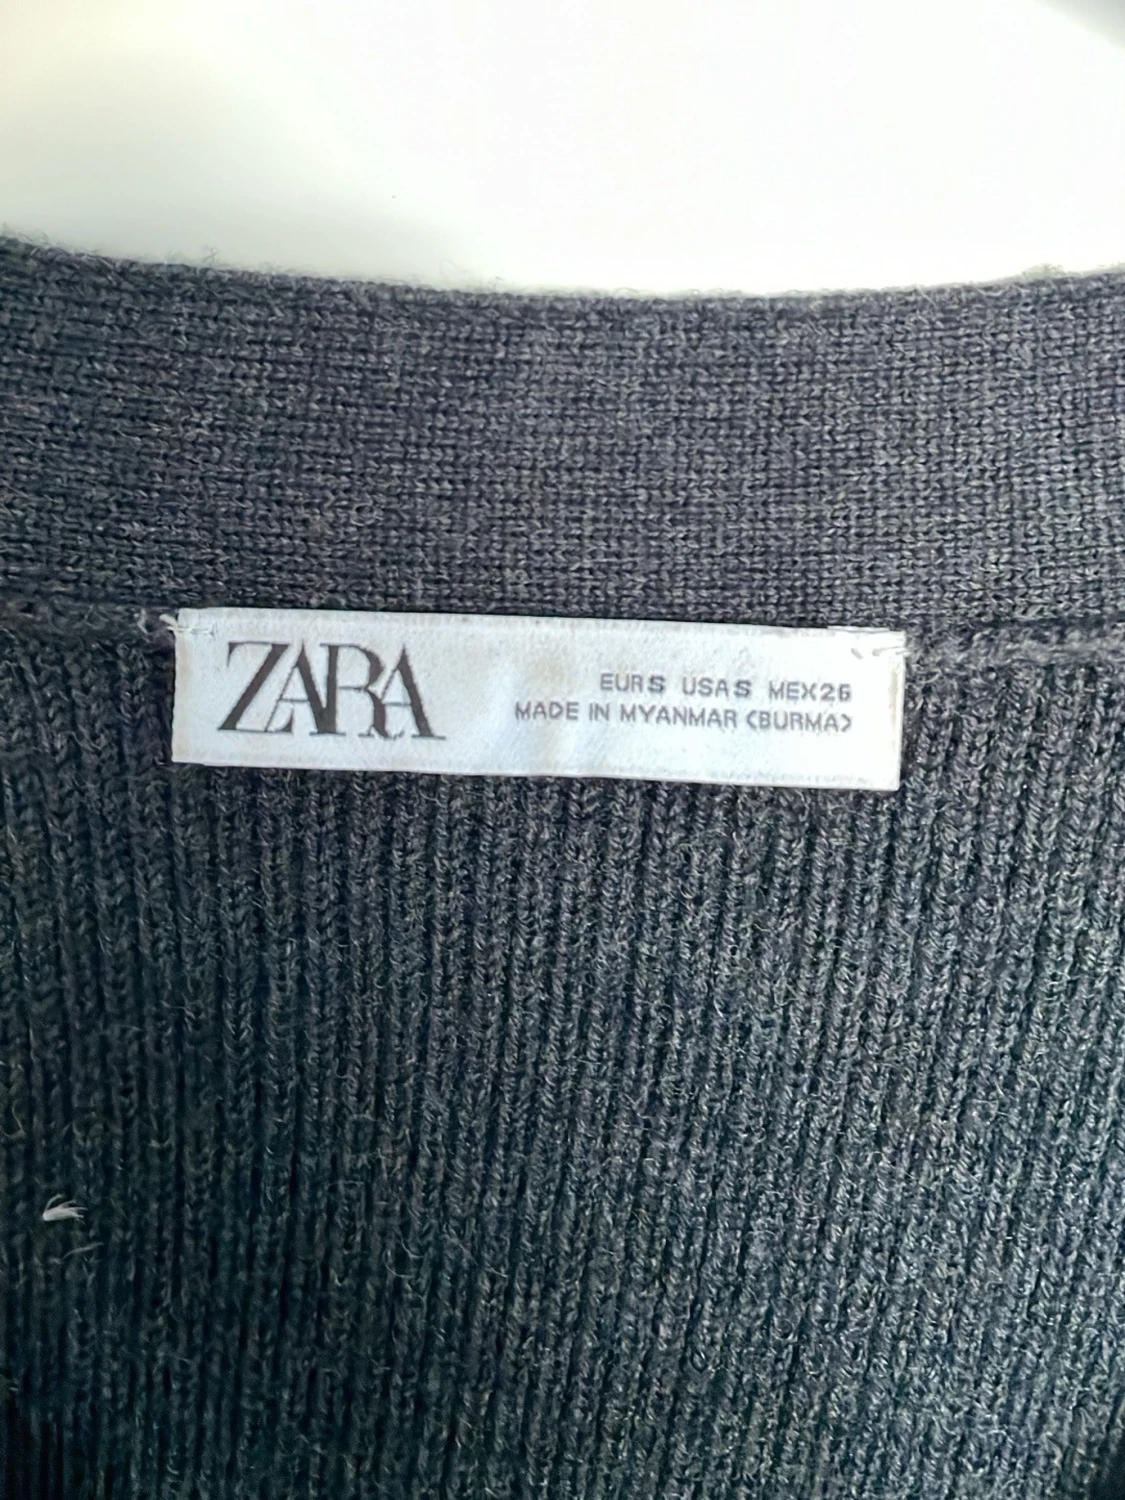 ZARA
EUR S USA S MEX 26
MADE IN MYANMAR (BURMA)